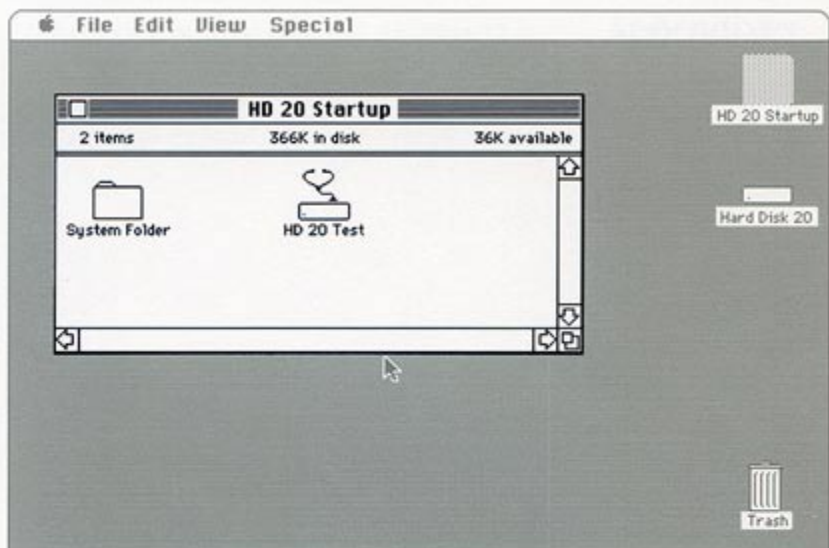 File Edit View Special
HD 20 Startup
2 items 366K in disk 36K available
System Folder
HD 20 Test
HD 20 Startup
Hard Disk 20
Trash